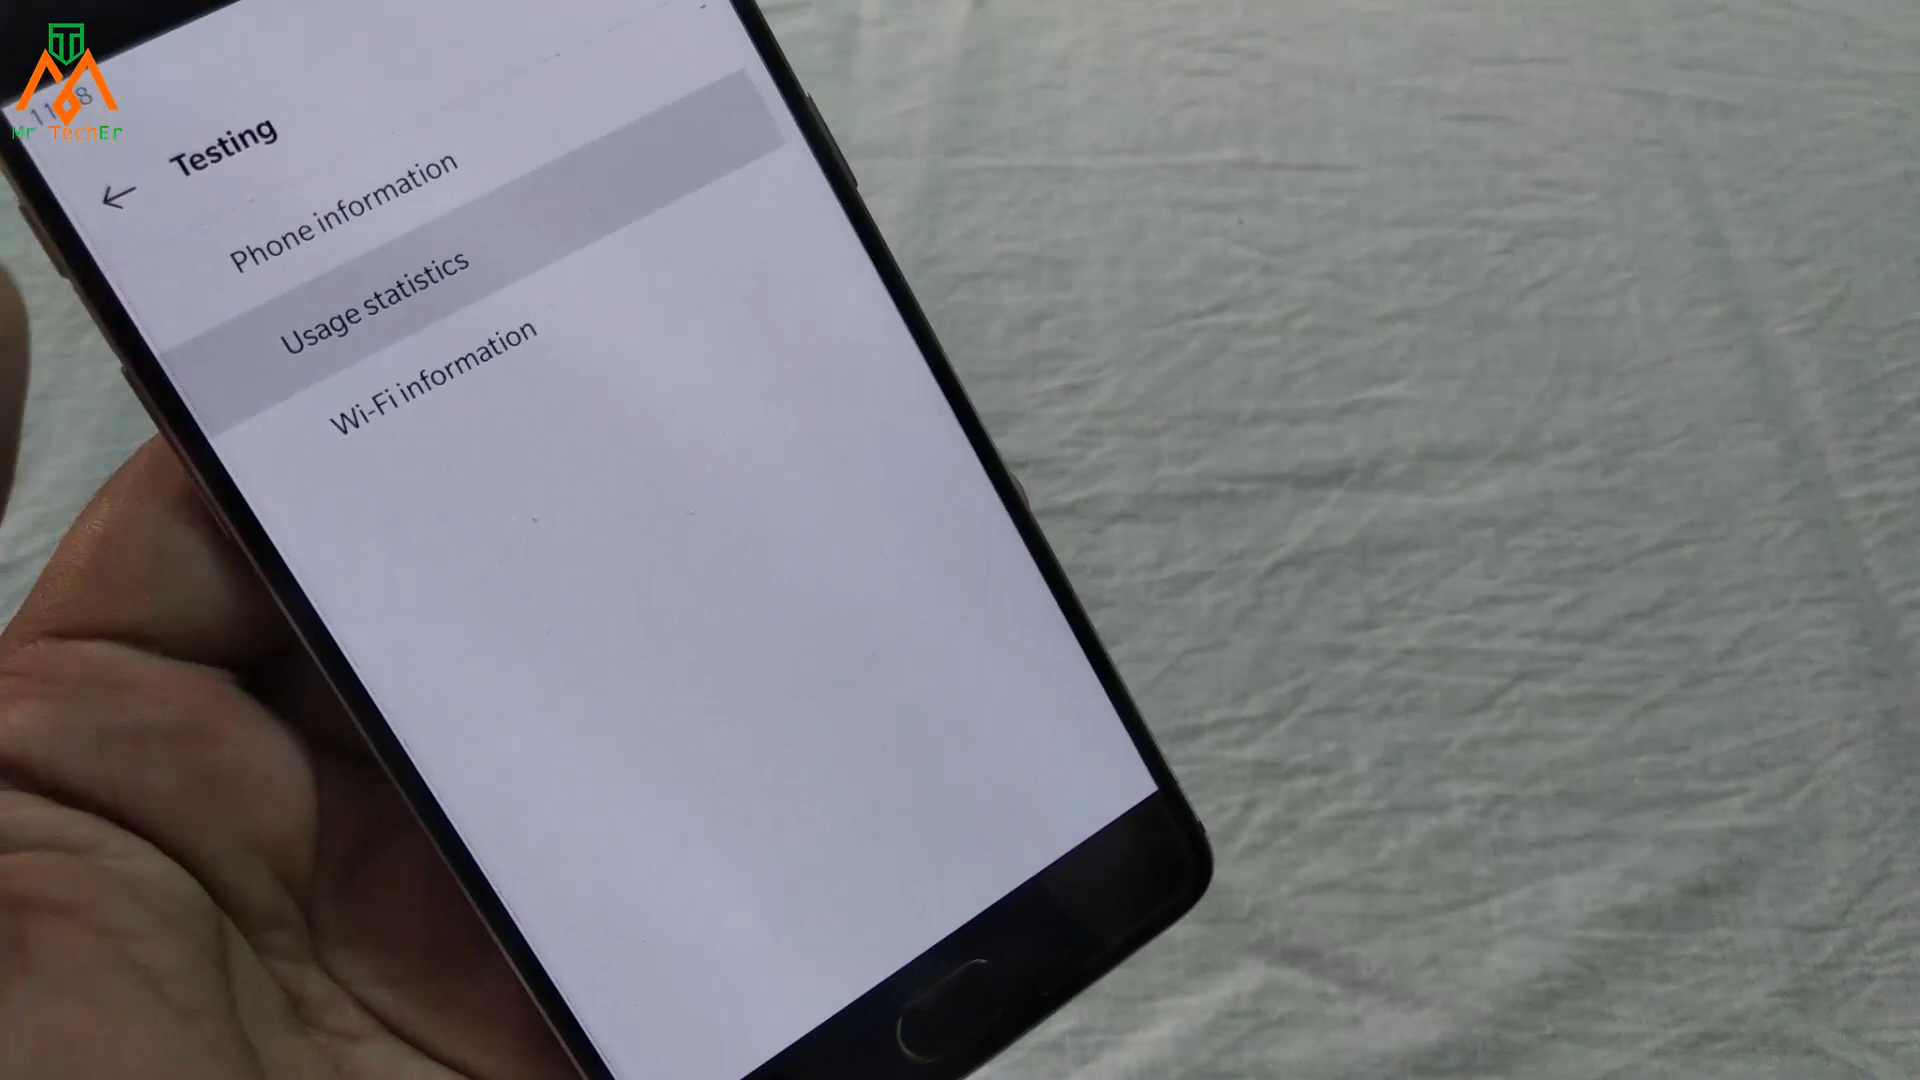 Mr TechEr
Testing
Phone information
Usage statistics
Wi-Fi information